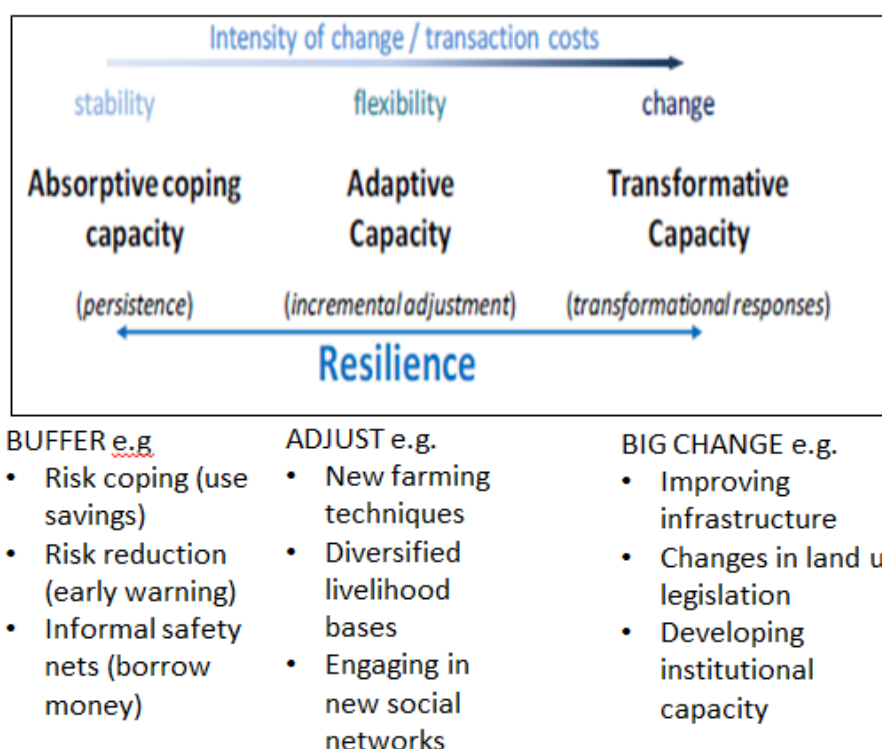 Intensity of change / transaction costs
stability flexibility change
Absorptive coping capacity
Adaptive Capacity
Transformative Capacity
(persistence) (incremental adjustment) (transformational responses)
Resilience
BUFFER e.g
• Risk coping (use
savings)
• Risk reduction
(early warning)
• Informal safety
nets (borrow
money)
ADJUST e.g.
• New farming
techniques
• Diversified
livelihood
bases
• Engaging in
new social
networks
BIG CHANGE e.g.
• Improving
infrastructure
• Changes in land
legislation
• Developing
institutional
capacity